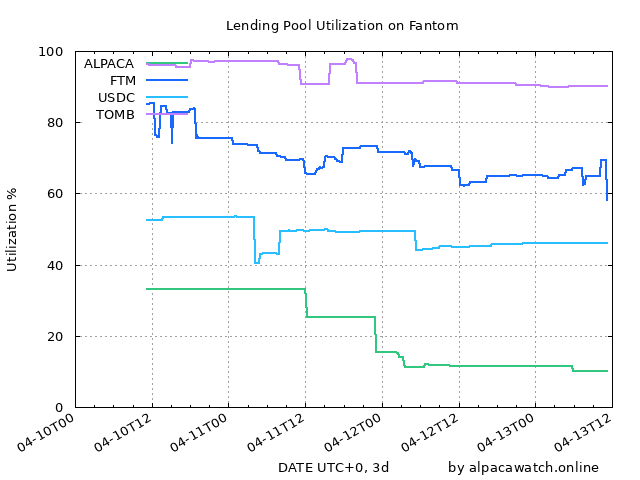 Lending Pool Utilization on Fantom
ALPACA
FTM
USDC
TOMB
Utilization %
100
80
60
40
20
0
04-10T00
04-10T12
04-11T00
04-11T12
04-12T00
04-12T12
04-13T00
04-13T12
DATE UTC+0, 3d
by alpacawatch.online